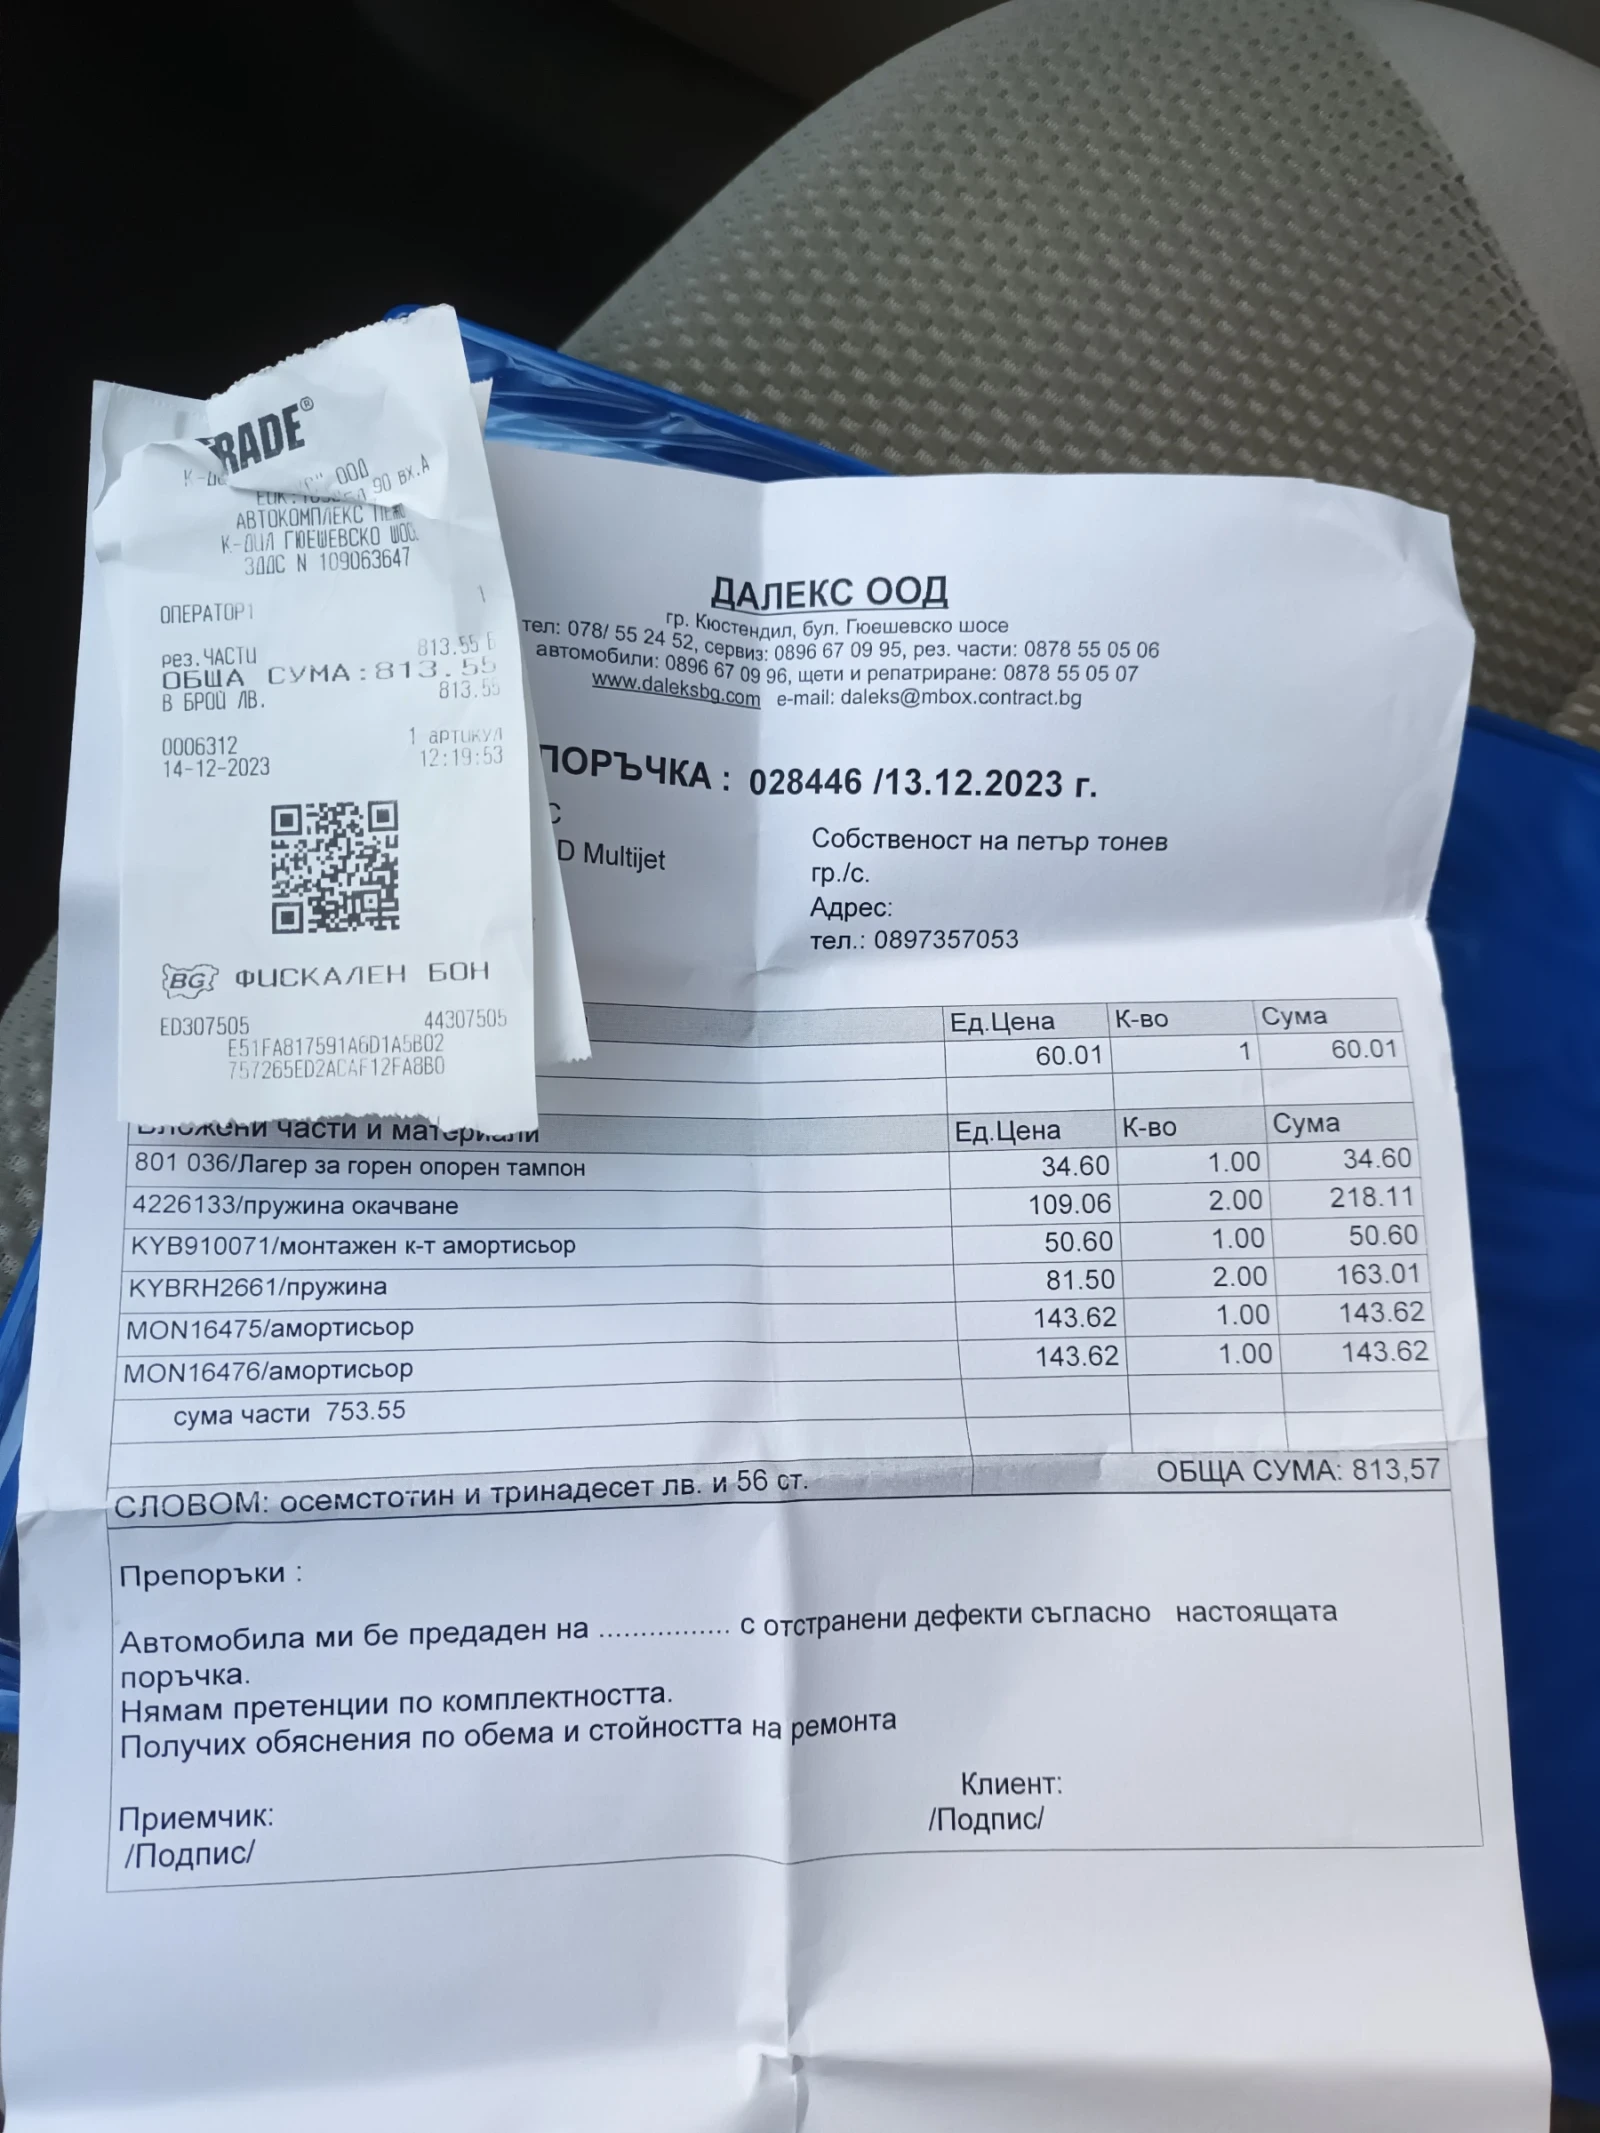 RADE®
ООД
90 вх.А
АВТОКОМПЛЕКС
К-ДИЛ ГЮЕШЕВСКО
ЗДДС N 109063647
ОПЕРАТОР1 1
рез.ЧАСТИ 813.55 Б
ОБЩА СУМА:813.55
В БРОЙ ЛВ. 813.55
0006312 1 артикул
14-12-2023 12:19:53
BG ФИСКАЛЕН БОН
ED307505 44307505
E51FA817591A6D1A5B02
757265ED2ACAF12FA8B0
ДАЛЕКС ООД
гр. Кюстендил, бул. Гюешевско шосе
тел: 078/ 55 24 52, сервиз: 0896 67 09 95, рез. части: 0878 55 05 06
автомобили: 0896 67 09 96, щети и репатриране: 0878 55 05 07
www.daleksbg.com e-mail: daleks@mbox.contract.bg
ПОРЪЧКА : 028446 /13.12.2023 г.
D Multijet
Собственост на петър тонев
гр./с.
Адрес:
тел.: 0897357053
Ед.Цена К-во Сума
60.01 1 60.01
Вложени части и материали Ед.Цена К-во Сума
801 036/Лагер за горен опорен тампон 34.60 1.00 34.60
4226133/пружина окачване 109.06 2.00 218.11
KYB910071/монтажен к-т амортисьор 50.60 1.00 50.60
KYBRH2661/пружина 81.50 2.00 163.01
MON16475/амортисьор 143.62 1.00 143.62
MON16476/амортисьор 143.62 1.00 143.62
сума части 753.55
СЛОВОМ: осемстотин и тринадесет лв. и 56 ст. ОБЩА СУМА: 813,57
Препоръки :
Автомобила ми бе предаден на ................ с отстранени дефекти съгласно настоящата
поръчка.
Нямам претенции по комплектността.
Получих обяснения по обема и стойността на ремонта
Клиент:
Приемчик: /Подпис/
/Подпис/